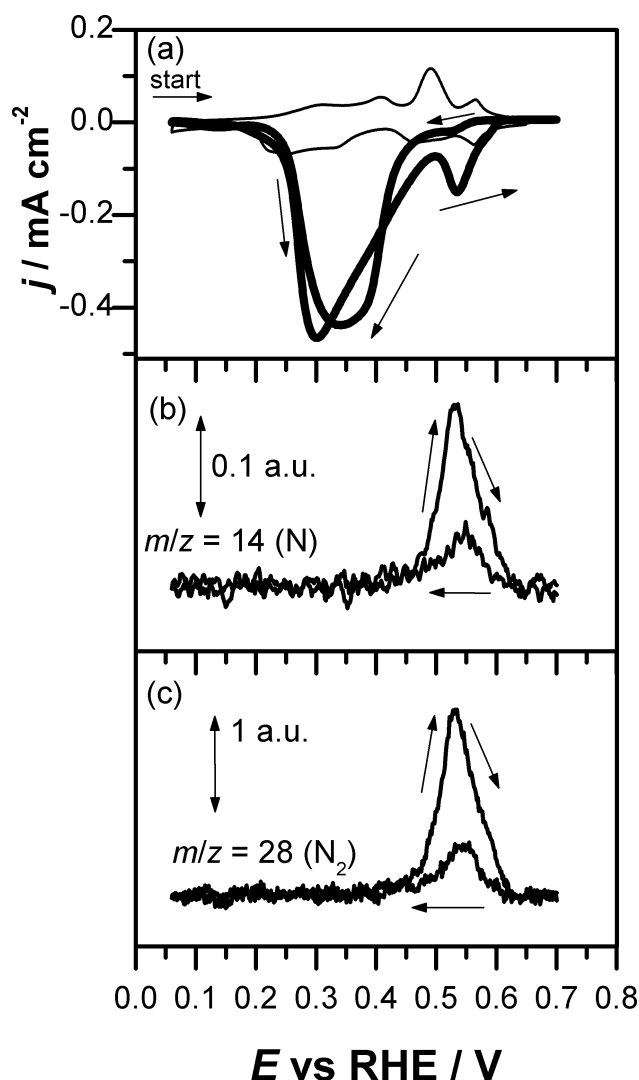 0.2
(a)
start
0.0
-0.2
-0.4
j / mA cm-2
(b)
0.1 a.u.
m/z = 14 (N)
(c)
1 a.u.
m/z = 28 (N2)
0.0 0.1 0.2 0.3 0.4 0.5 0.6 0.7 0.8
E vs RHE / V